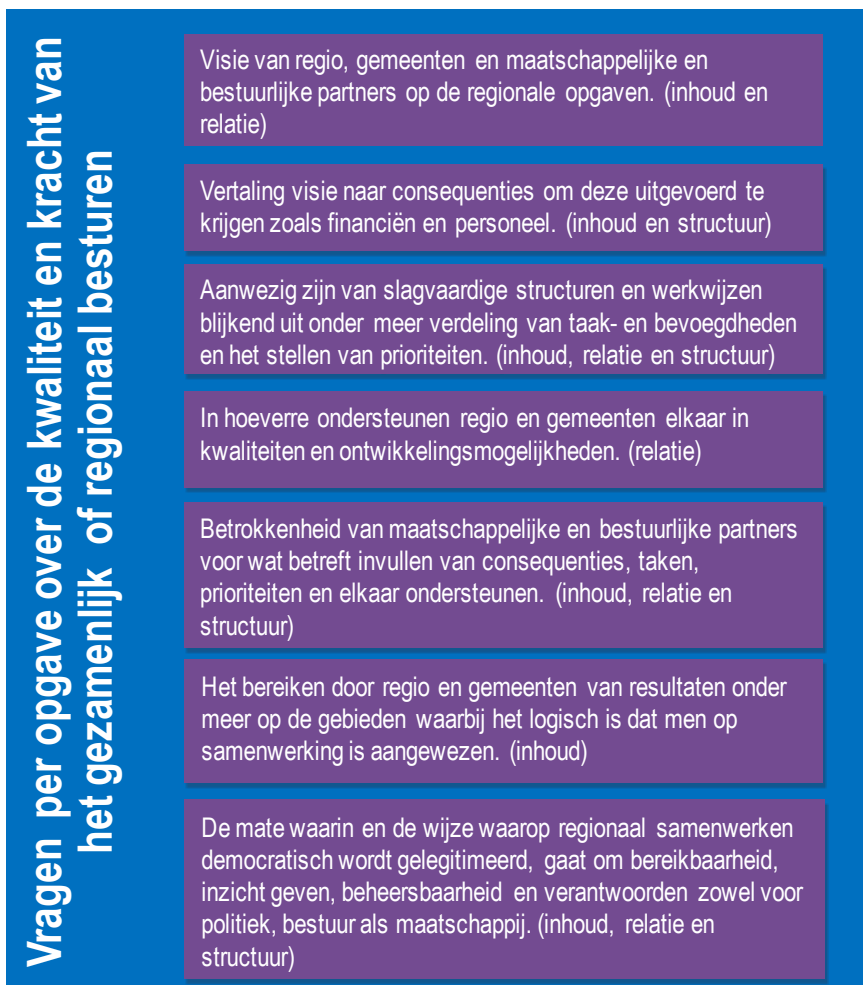 Vragen per opgave over de kwaliteit en kracht van
het gezamenlijk of regionaal besturen
Visie van regio, gemeenten en maatschappelijke en
bestuurlijke partners op de regionale opgaven. (inhoud en
relatie)
Vertaling visie naar consequenties om deze uitgevoerd te
krijgen zoals financiën en personeel. (inhoud en structuur)
Aanwezig zijn van slagvaardige structuren en werkwijzen
blijkend uit onder meer verdeling van taak- en bevoegdheden
en het stellen van prioriteiten. (inhoud, relatie en structuur)
In hoeverre ondersteunen regio en gemeenten elkaar in
kwaliteiten en ontwikkelingsmogelijkheden. (relatie)
Betrokkenheid van maatschappelijke en bestuurlijke partners
voor wat betreft invullen van consequenties, taken,
prioriteiten en elkaar ondersteunen. (inhoud, relatie en
structuur)
Het bereiken door regio en gemeenten van resultaten onder
meer op de gebieden waarbij het logisch is dat men op
samenwerking is aangewezen. (inhoud)
De mate waarin en de wijze waarop regionaal samenwerken
democratisch wordt gelegitimeerd, gaat om bereikbaarheid,
inzicht geven, beheersbaarheid en verantwoorden zowel voor
politiek, bestuur als maatschappij. (inhoud, relatie en
structuur)